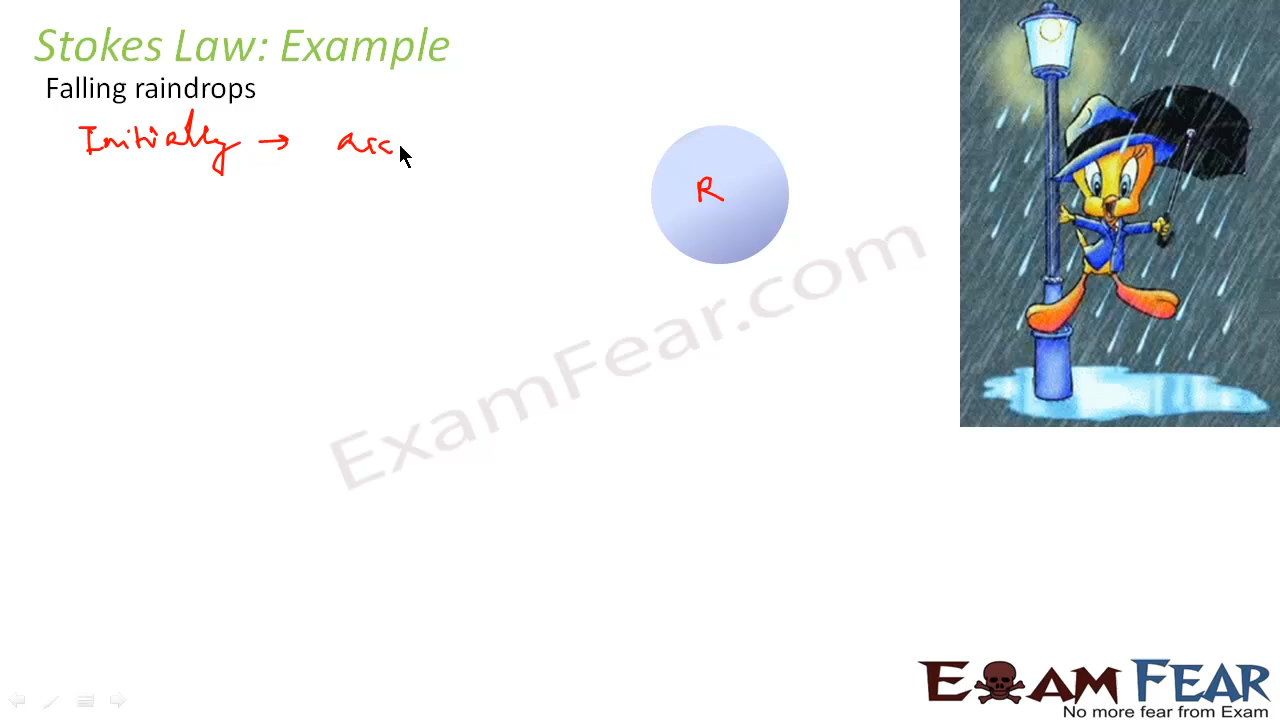 Stokes Law: Example
Falling raindrops
Initially → acc
R
ExamFear.com
EXAM FEAR
No more fear from Exam